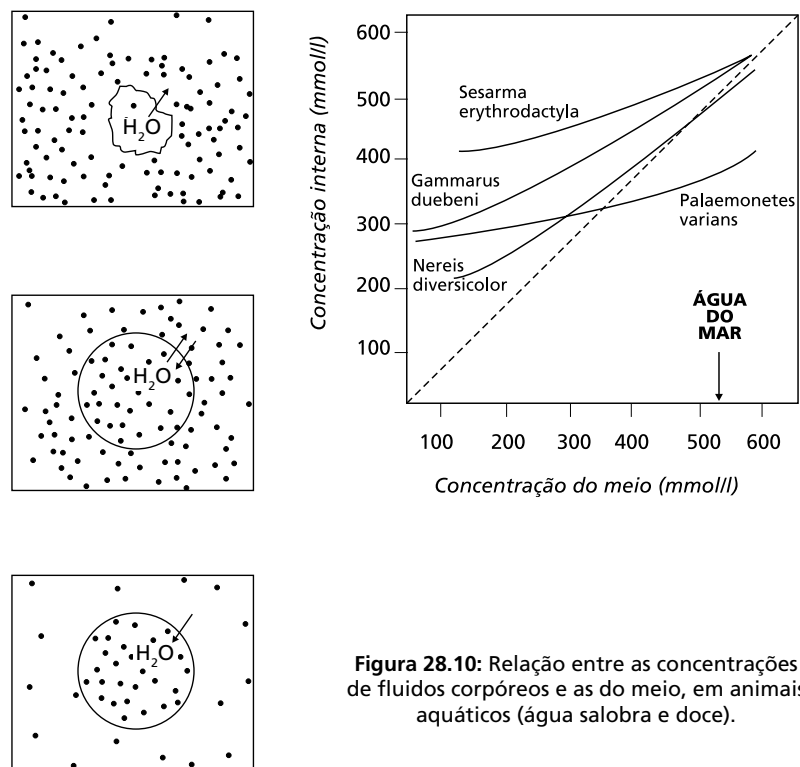 H2O
H2O
H2O
Concentração interna (mmol/l)
600
500
400
300
200
100
Sesarma
erythrodactyla
Gammarus
duebeni
Palaemonetes
varians
Nereis
diversicolor
ÁGUA
DO
MAR
100 200 300 400 500 600
Concentração do meio (mmol/l)
Figura 28.10: Relação entre as concentrações
de fluidos corpóreos e as do meio, em animais
aquáticos (água salobra e doce).